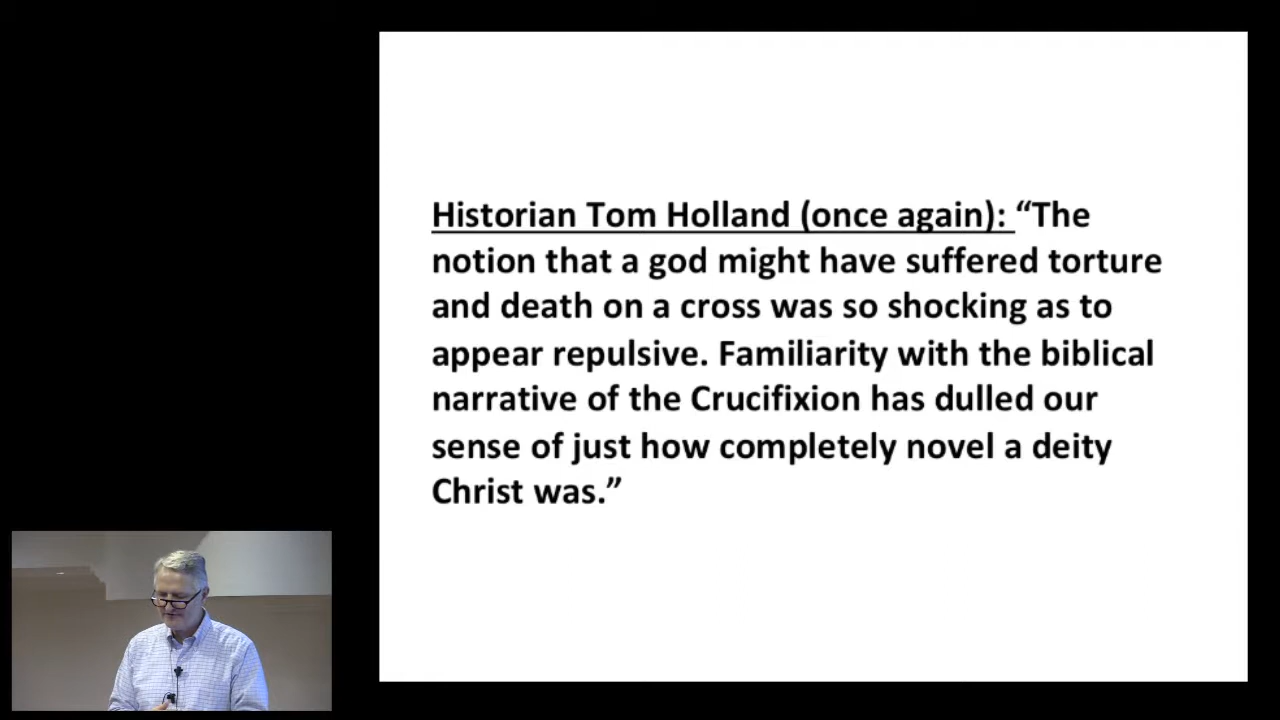 Historian Tom Holland (once again): “The
notion that a god might have suffered torture
and death on a cross was so shocking as to
appear repulsive. Familiarity with the biblical
narrative of the Crucifixion has dulled our
sense of just how completely novel a deity
Christ was.”